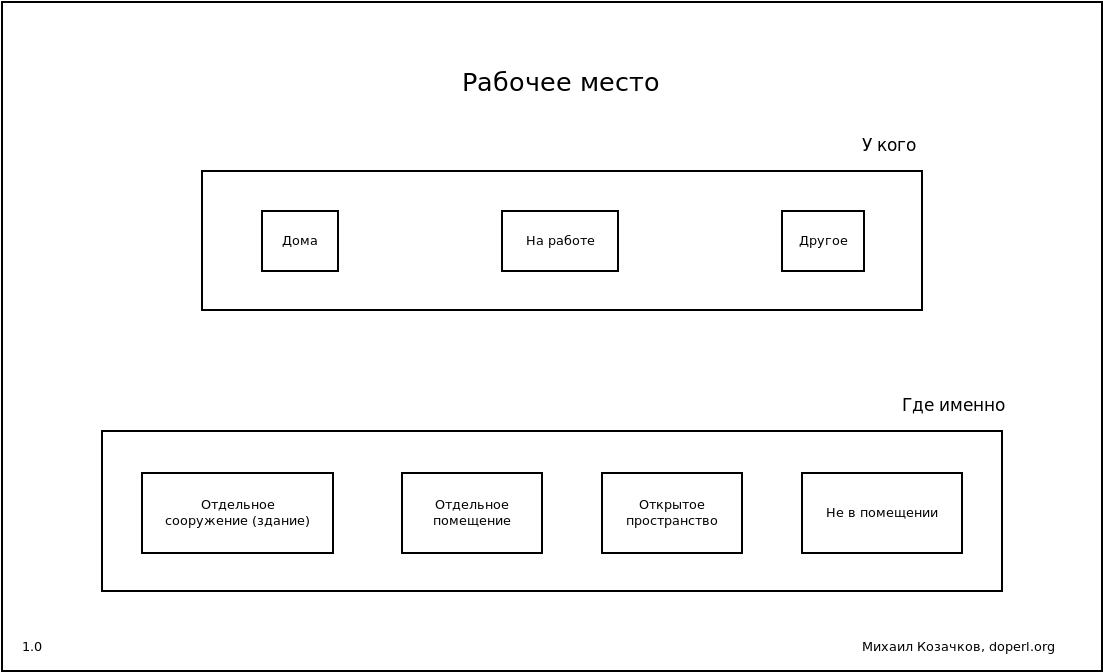 Рабочее место
У кого
Дома
На работе
Другое
Где именно
Отдельное
сооружение (здание)
Отдельное
помещение
Открытое
пространство
Не в помещении
1.0
Михаил Козачков, doperl.org